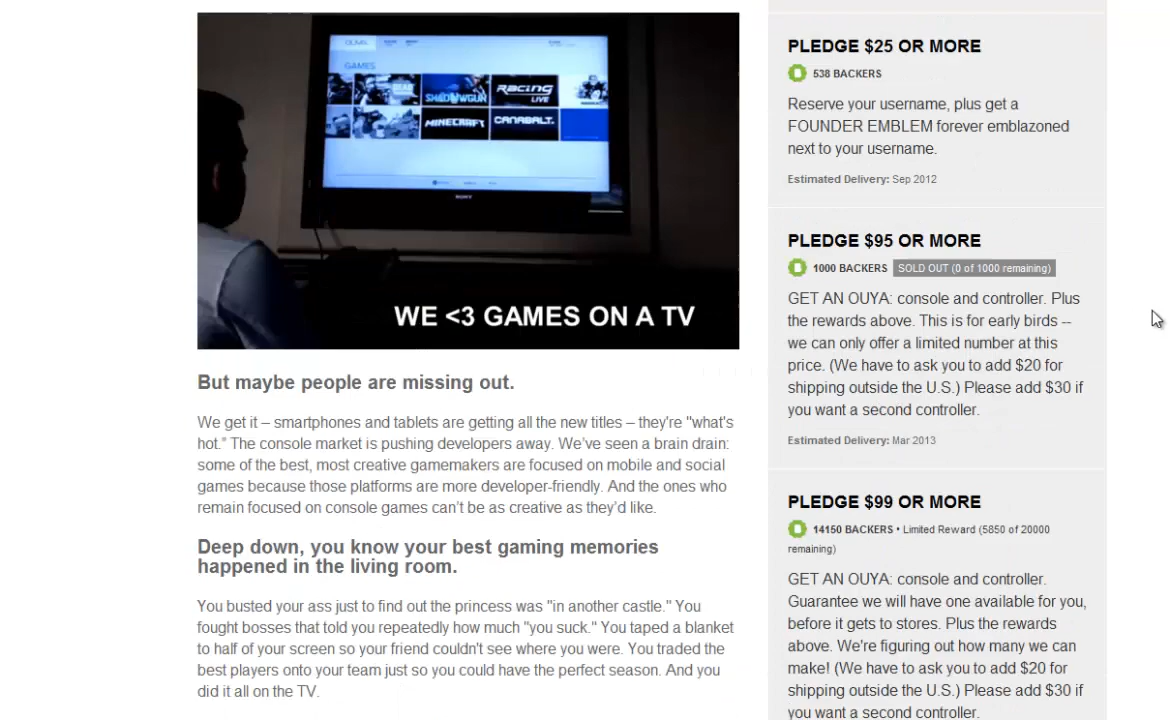 OUYA
GAMES
SHADOWGUN
RACING
LIVE
MINECRAFT
CANABALT.
SONY
WE <3 GAMES ON A TV
But maybe people are missing out.
We get it – smartphones and tablets are getting all the new titles – they're "what's
hot." The console market is pushing developers away. We've seen a brain drain:
some of the best, most creative gamemakers are focused on mobile and social
games because those platforms are more developer-friendly. And the ones who
remain focused on console games can't be as creative as they'd like.
Deep down, you know your best gaming memories
happened in the living room.
You busted your ass just to find out the princess was "in another castle." You
fought bosses that told you repeatedly how much "you suck." You taped a blanket
to half of your screen so your friend couldn't see where you were. You traded the
best players onto your team just so you could have the perfect season. And you
did it all on the TV.
PLEDGE $25 OR MORE
538 BACKERS
Reserve your username, plus get a
FOUNDER EMBLEM forever emblazoned
next to your username.
Estimated Delivery: Sep 2012
PLEDGE $95 OR MORE
1000 BACKERS SOLD OUT (0 of 1000 remaining)
GET AN OUYA: console and controller. Plus
the rewards above. This is for early birds --
we can only offer a limited number at this
price. (We have to ask you to add $20 for
shipping outside the U.S.) Please add $30 if
you want a second controller.
Estimated Delivery: Mar 2013
PLEDGE $99 OR MORE
14150 BACKERS • Limited Reward (5850 of 20000
remaining)
GET AN OUYA: console and controller.
Guarantee we will have one available for you,
before it gets to stores. Plus the rewards
above. We're figuring out how many we can
make! (We have to ask you to add $20 for
shipping outside the U.S.) Please add $30 if
you want a second controller.